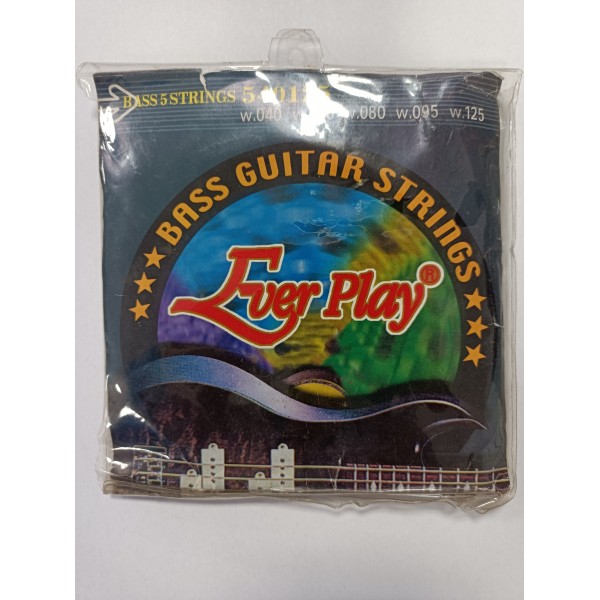 BASS 5 STRINGS
w.040 w.080 w.095 w.125
BASS GUITAR STRINGS
Ever Play®